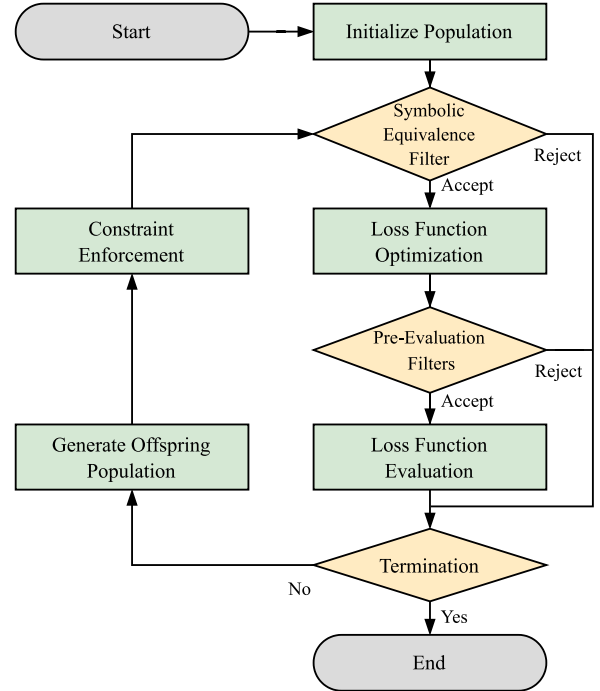 Start
Initialize Population
Symbolic
Equivalence
Filter
Reject
Accept
Constraint
Enforcement
Loss Function
Optimization
Pre-Evaluation
Filters
Reject
Accept
Generate Offspring
Population
Loss Function
Evaluation
Termination
No
Yes
End